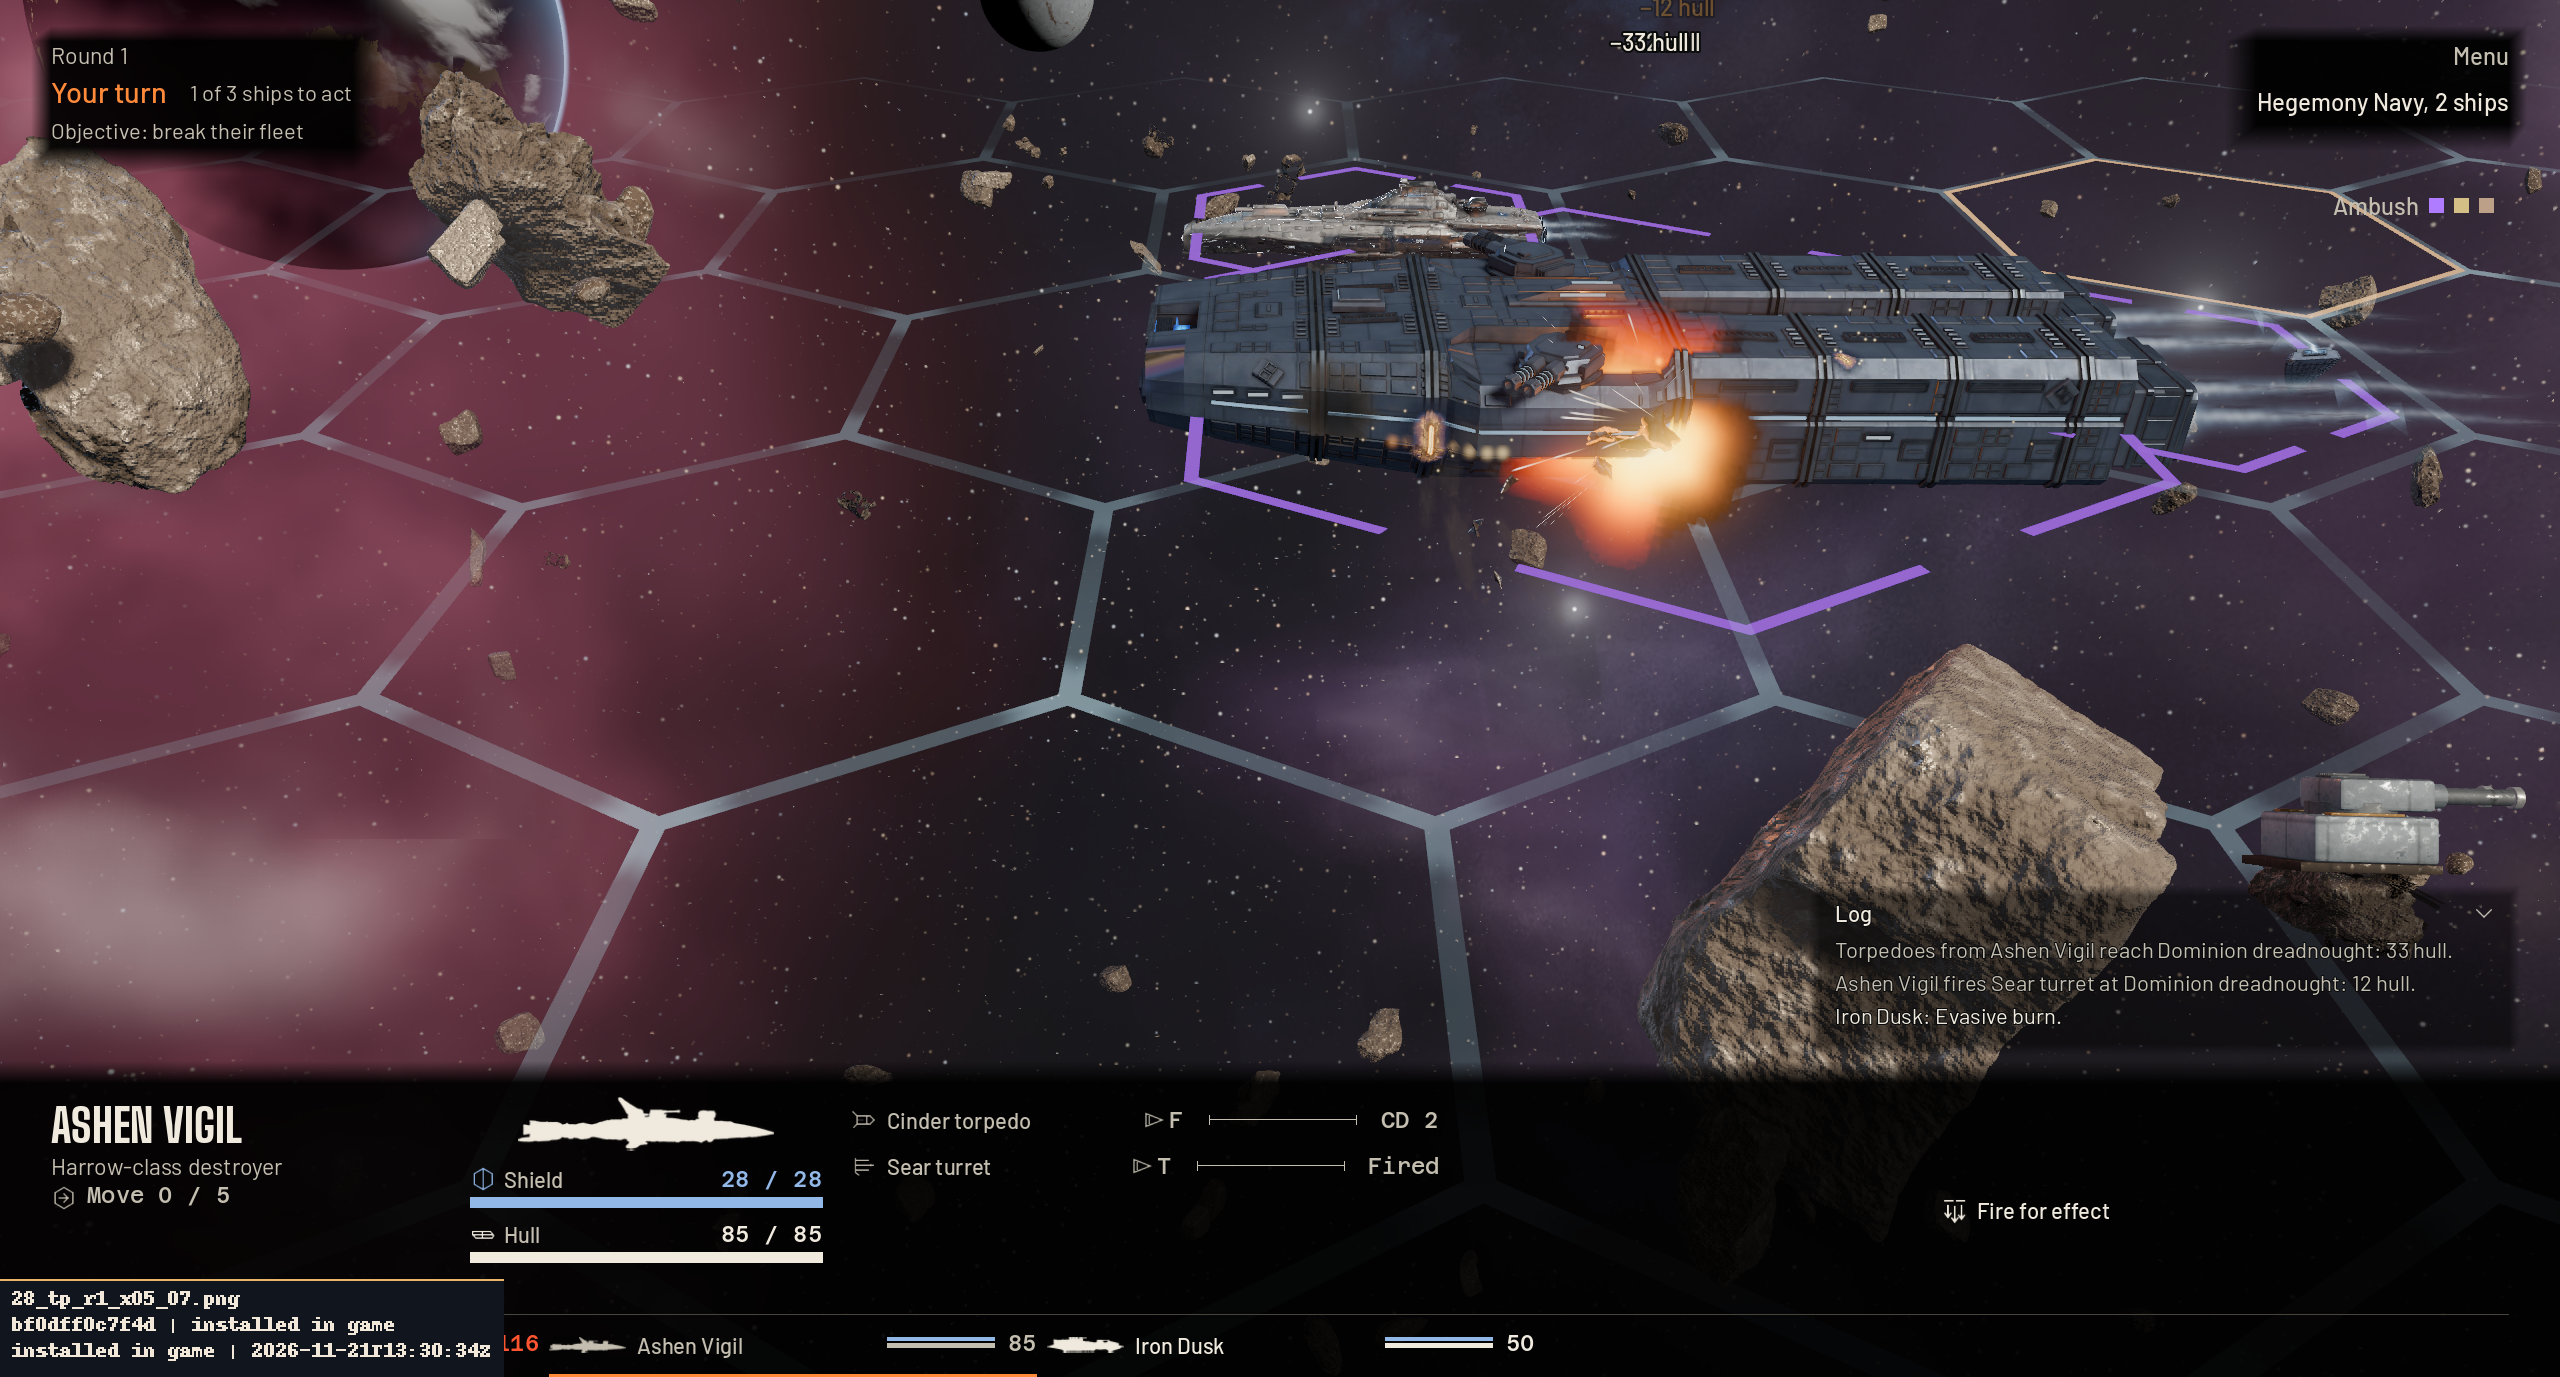 Round 1
Your turn 1 of 3 ships to act
Objective: break their fleet
-12 hull
Menu
Hegemony Navy, 2 ships
Ambush
Log
Torpedoes from Ashen Vigil reach Dominion dreadnought: 33 hull.
Ashen Vigil fires Sear turret at Dominion dreadnought: 12 hull.
Iron Dusk: Evasive burn.
ASHEN VIGIL
Harrow-class destroyer
Move 0 / 5
Shield 28 / 28
Hull 85 / 85
Cinder torpedo F CD 2
Sear turret T Fired
Fire for effect
28_tp_r1_x05_07.png
bf0dff0c7f4d | installed in game
installed in game | 2026-11-21r13:30:34z
116 Ashen Vigil 85 Iron Dusk 50